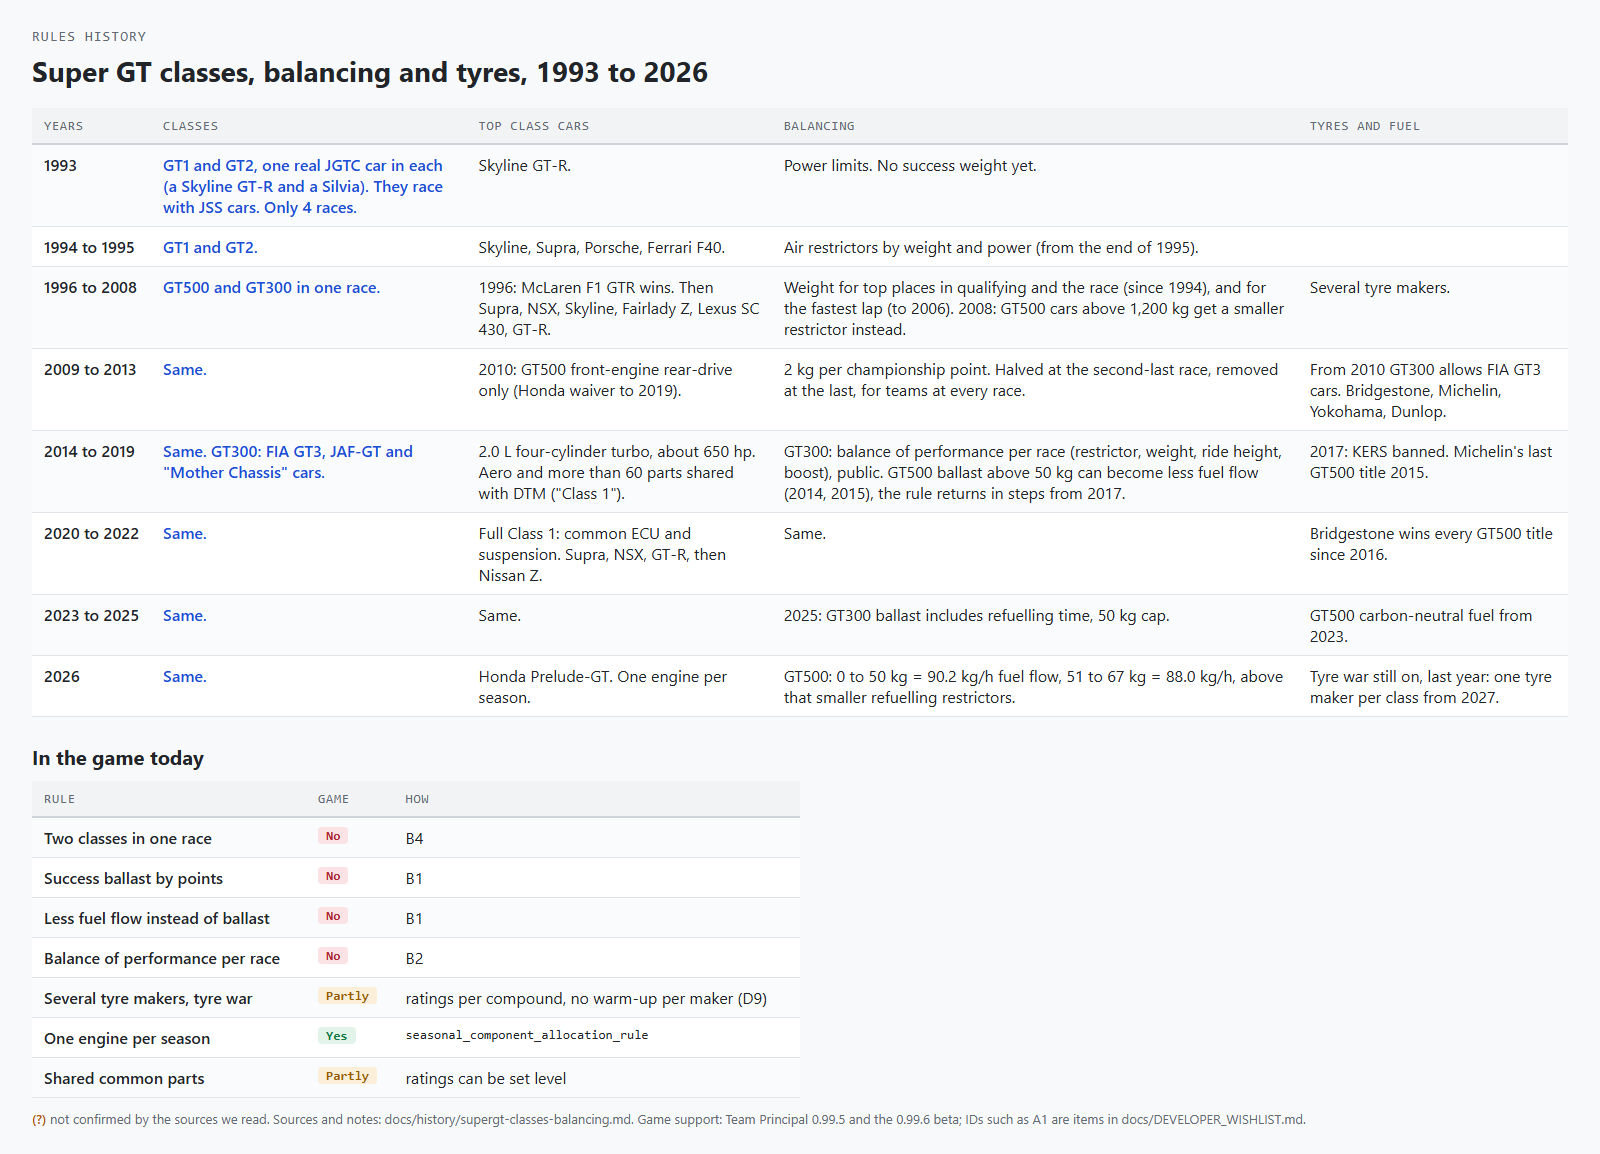 RULES HISTORY
Super GT classes, balancing and tyres, 1993 to 2026
YEARS CLASSES TOP CLASS CARS BALANCING TYRES AND FUEL
1993 GT1 and GT2, one real JGTC car in each Skyline GT-R. Power limits. No success weight yet.
(a Skyline GT-R and a Silvia). They race
with JSS cars. Only 4 races.
1994 to 1995 GT1 and GT2. Skyline, Supra, Porsche, Ferrari F40. Air restrictors by weight and power (from the end of 1995).
1996 to 2008 GT500 and GT300 in one race. 1996: McLaren F1 GTR wins. Then Weight for top places in qualifying and the race (since 1994), and for Several tyre makers.
Supra, NSX, Skyline, Fairlady Z, Lexus SC the fastest lap (to 2006). 2008: GT500 cars above 1,200 kg get a smaller
430, GT-R. restrictor instead.
2009 to 2013 Same. 2010: GT500 front-engine rear-drive 2 kg per championship point. Halved at the second-last race, removed From 2010 GT300 allows FIA GT3
only (Honda waiver to 2019). at the last, for teams at every race. cars. Bridgestone, Michelin,
Yokohama, Dunlop.
2014 to 2019 Same. GT300: FIA GT3, JAF-GT and 2.0 L four-cylinder turbo, about 650 hp. GT300: balance of performance per race (restrictor, weight, ride height, 2017: KERS banned. Michelin's last
"Mother Chassis" cars. Aero and more than 60 parts shared boost), public. GT500 ballast above 50 kg can become less fuel flow GT500 title 2015.
with DTM ("Class 1"). (2014, 2015), the rule returns in steps from 2017.
2020 to 2022 Same. Full Class 1: common ECU and Same. Bridgestone wins every GT500 title
suspension. Supra, NSX, GT-R, then since 2016.
Nissan Z.
2023 to 2025 Same. Same. 2025: GT300 ballast includes refuelling time, 50 kg cap. GT500 carbon-neutral fuel from
2023.
2026 Same. Honda Prelude-GT. One engine per GT500: 0 to 50 kg = 90.2 kg/h fuel flow, 51 to 67 kg = 88.0 kg/h, above Tyre war still on, last year: one tyre
season. that smaller refuelling restrictors. maker per class from 2027.
In the game today
RULE GAME HOW
Two classes in one race No B4
Success ballast by points No B1
Less fuel flow instead of ballast No B1
Balance of performance per race No B2
Several tyre makers, tyre war Partly ratings per compound, no warm-up per maker (D9)
One engine per season Yes seasonal_component_allocation_rule
Shared common parts Partly ratings can be set level
(?) not confirmed by the sources we read. Sources and notes: docs/history/supergt-classes-balancing.md. Game support: Team Principal 0.99.5 and the 0.99.6 beta; IDs such as A1 are items in docs/DEVELOPER_WISHLIST.md.